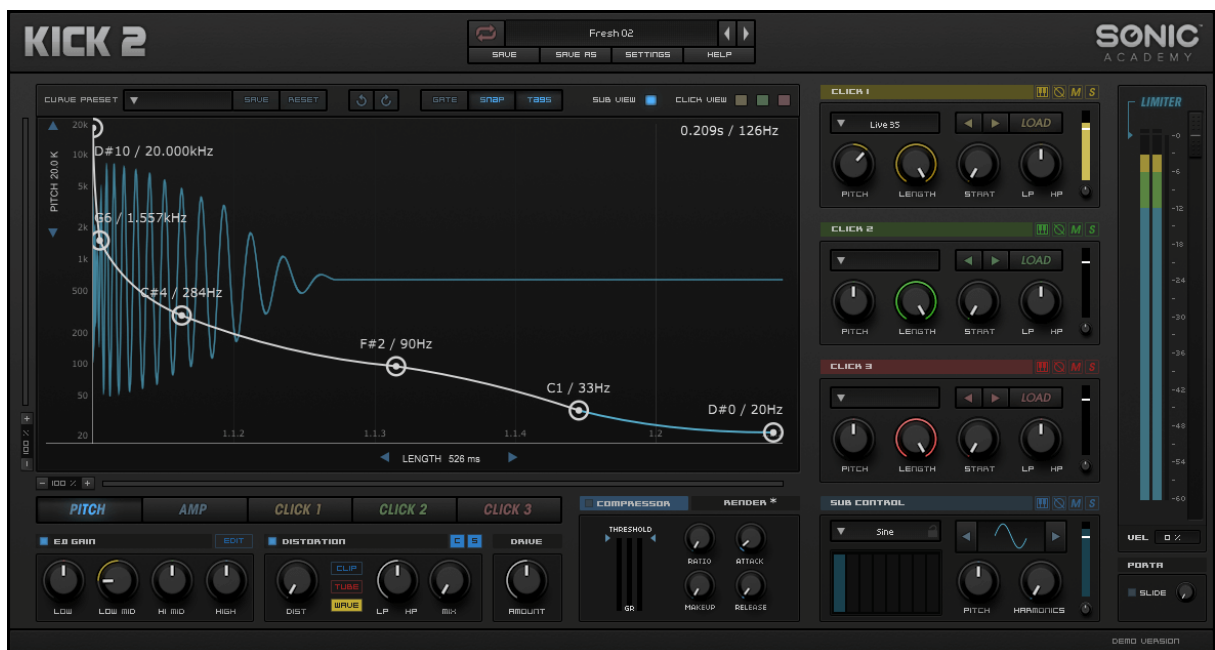 KICK 2
Fresh 02
SAVE SAVE AS SETTINGS HELP
SONIC
ACADEMY
CURVE PRESET SAVE RESET GATE SNAP TAGS SUB VIEW CLICK VIEW
PITCH 20.0 K
20k
10k
5k
2k
1k
500
200
100
50
20
0.209s / 126Hz
D#10 / 20.000kHz
G6 / 1.557kHz
C#4 / 284Hz
F#2 / 90Hz
C1 / 33Hz
D#0 / 20Hz
1.1.2 1.1.3 1.1.4 1.2
LENGTH 526 ms
+ 100 % -
- 100 % +
CLICK 1 M S
Live 35 LOAD
PITCH LENGTH START LP HP
CLICK 2 M S
LOAD
PITCH LENGTH START LP HP
CLICK 3 M S
LOAD
PITCH LENGTH START LP HP
SUB CONTROL M S
Sine
PITCH HARMONICS
LIMITER
-0
-6
-12
-18
-24
-30
-36
-42
-48
-54
-60
VEL 0 %
PORTA
SLIDE
PITCH AMP CLICK 1 CLICK 2 CLICK 3
E.Q GAIN EDIT
LOW LOW MID HI MID HIGH
DISTORTION C S
CLIP
TUBE
WAVE
DIST LP HP MIX
DRIVE
AMOUNT
COMPRESSOR RENDER *
THRESHOLD
GR
RATIO ATTACK
MAKEUP RELEASE
DEMO VERSION